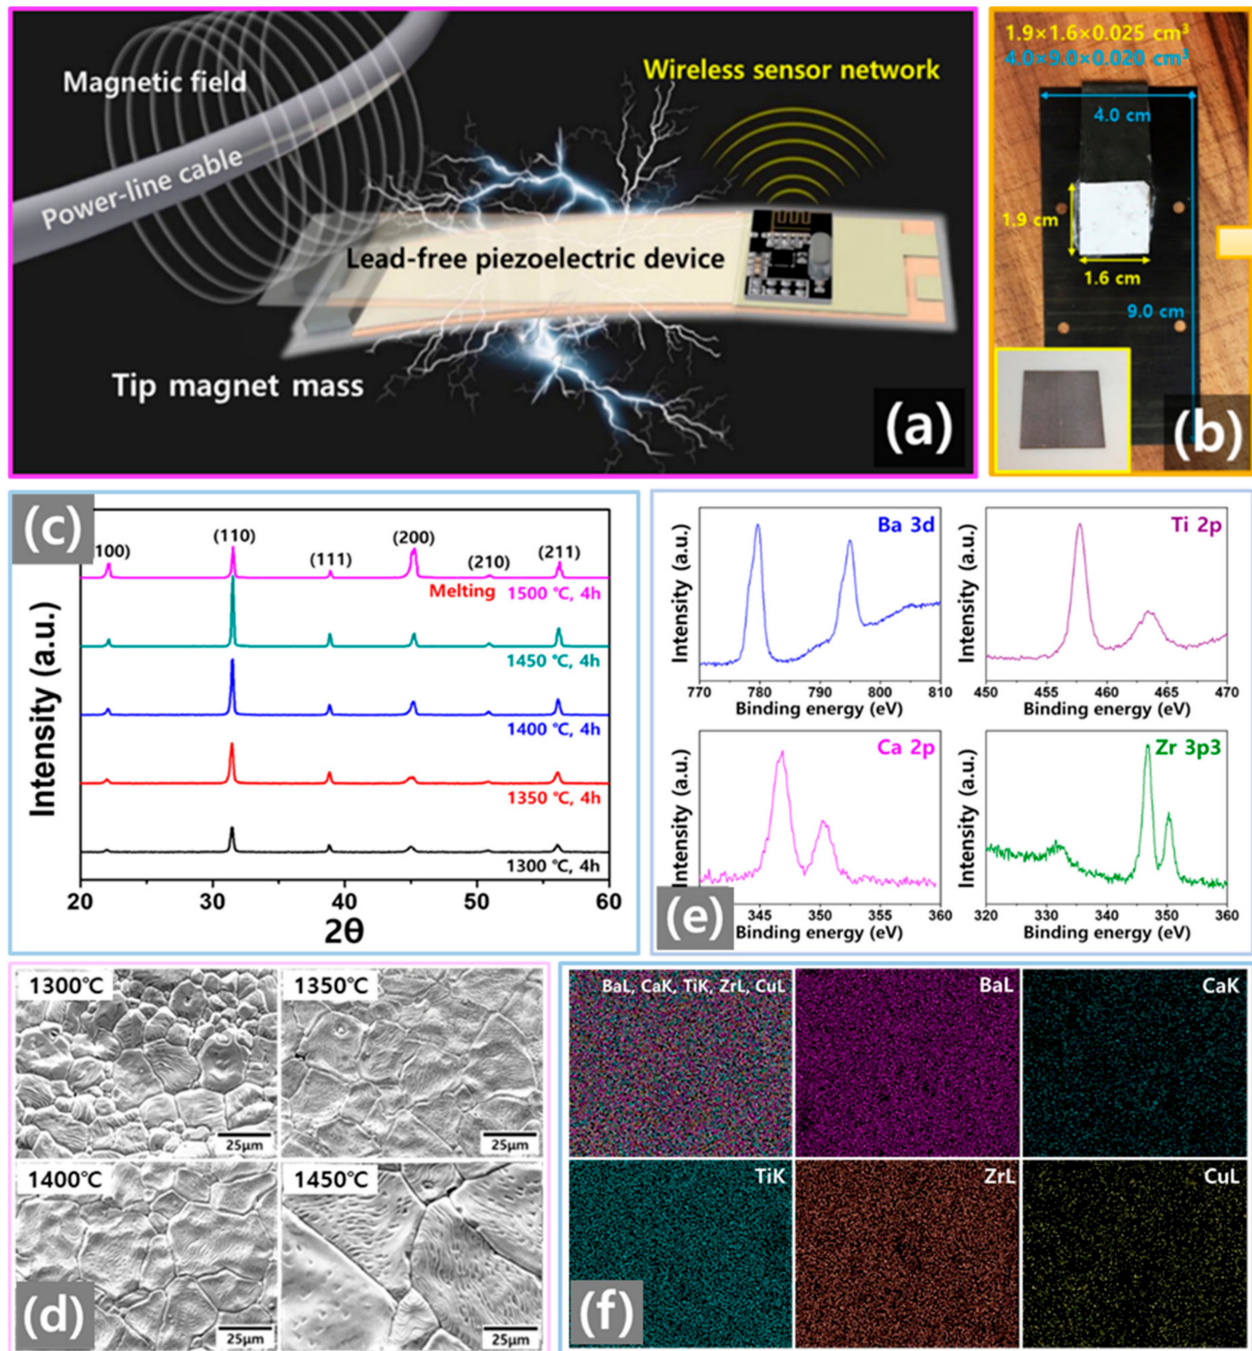 Magnetic field
Power-line cable
Wireless sensor network
Lead-free piezoelectric device
Tip magnet mass
(a)
1.9×1.6×0.025 cm³
4.0×9.0×0.020 cm³
4.0 cm
1.9 cm
1.6 cm
9.0 cm
(b)
(c)
100)
(110)
(111)
(200)
(210)
(211)
Melting 1500 ℃, 4h
1450 ℃, 4h
1400 ℃, 4h
1350 ℃, 4h
1300 ℃, 4h
Intensity (a.u.)
20 30 40 50 60
2θ
Ba 3d
Intensity (a.u.)
770 780 790 800 810
Binding energy (eV)
Ti 2p
Intensity (a.u.)
450 455 460 465 470
Binding energy (eV)
Ca 2p
Intensity (a.u.)
345 350 355 360
Binding energy (eV)
Zr 3p3
Intensity (a.u.)
320 330 340 350 360
Binding energy (eV)
(e)
1300℃
25μm
1350℃
25μm
1400℃
25μm
1450℃
25μm
(d)
BaL, CaK, TiK, ZrL, CuL
BaL
CaK
TiK
ZrL
CuL
(f)